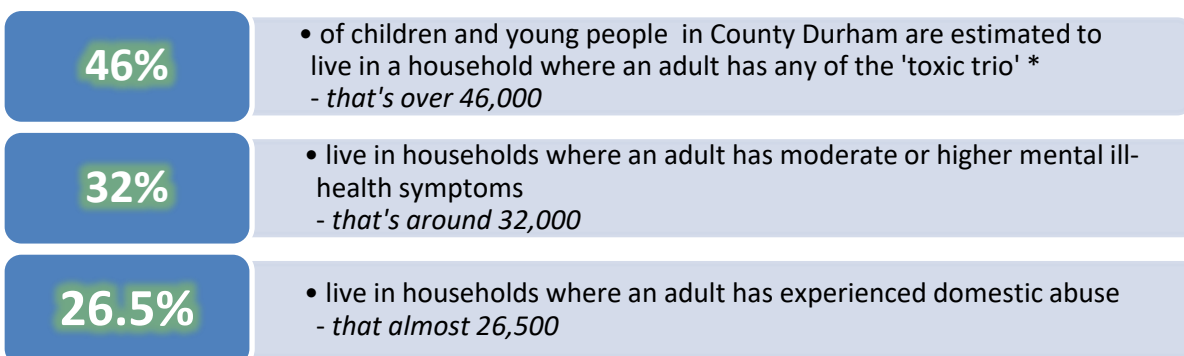 46%
• of children and young people in County Durham are estimated to
live in a household where an adult has any of the 'toxic trio' *
- that's over 46,000
32%
• live in households where an adult has moderate or higher mental ill-
health symptoms
- that's around 32,000
26.5%
• live in households where an adult has experienced domestic abuse
- that almost 26,500